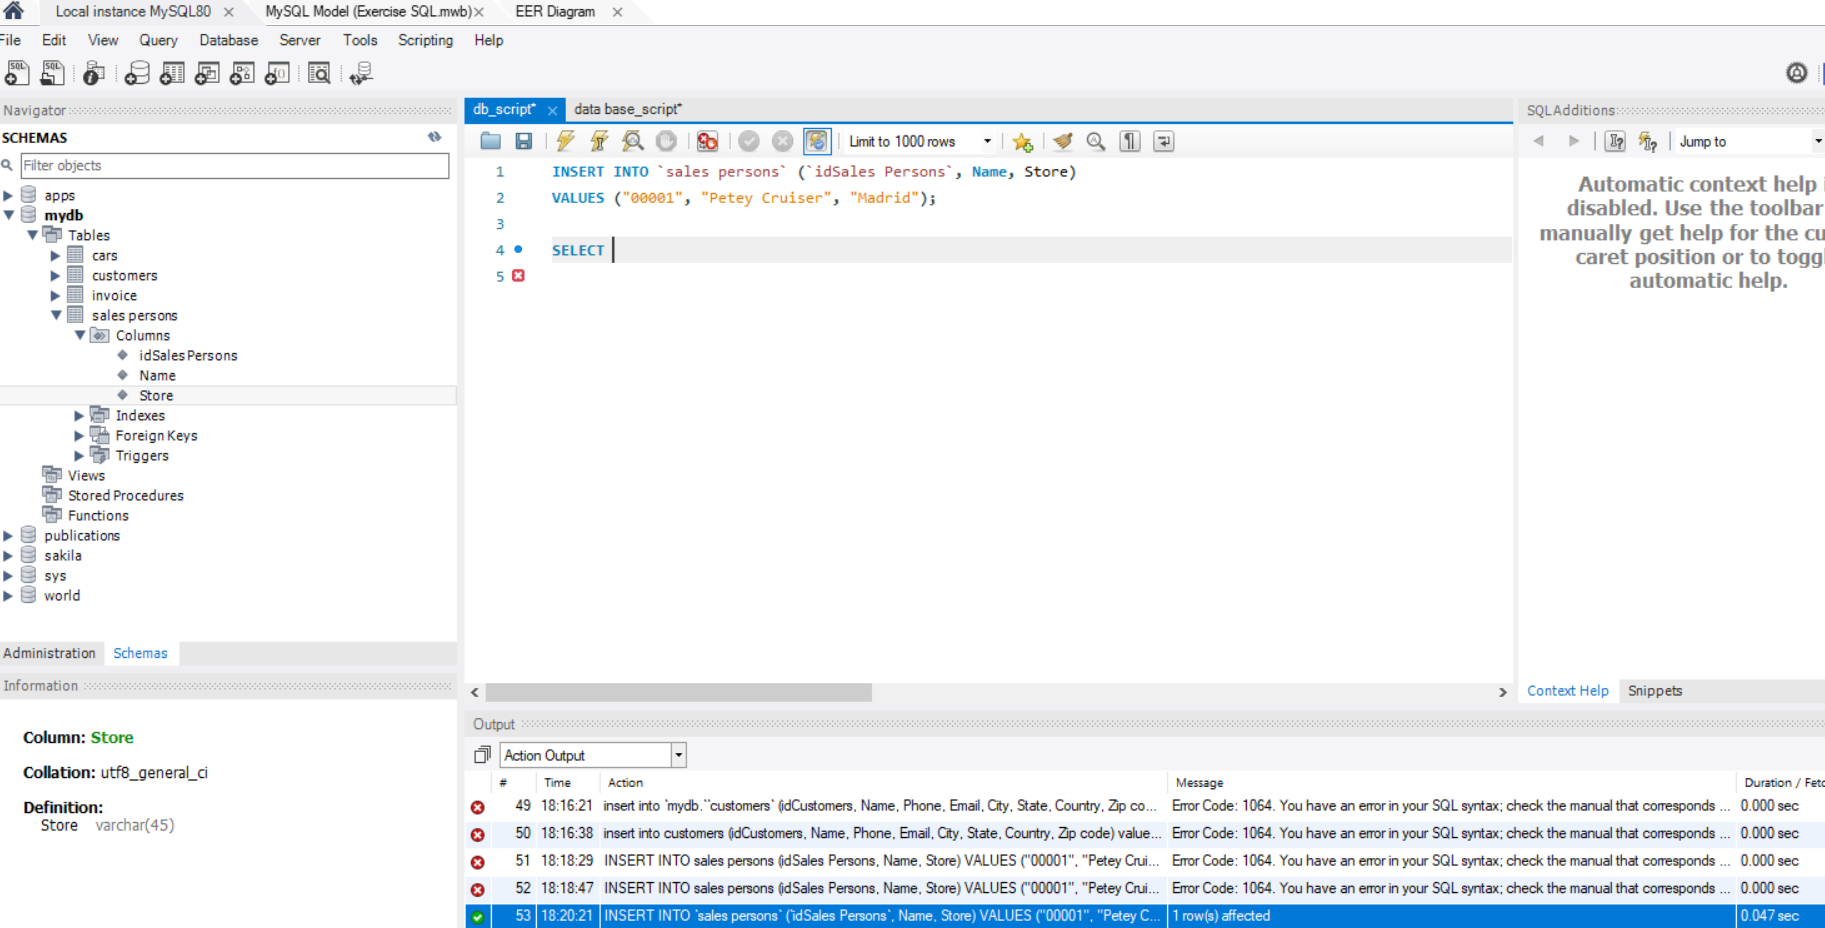 Local instance MySQL80 MySQL Model (Exercise SQL.mwb) EER Diagram
File Edit View Query Database Server Tools Scripting Help
Navigator
SCHEMAS
Filter objects
apps
mydb
Tables
cars
customers
invoice
sales persons
Columns
idSales Persons
Name
Store
Indexes
Foreign Keys
Triggers
Views
Stored Procedures
Functions
publications
sakila
sys
world
Administration Schemas
Information
Column: Store
Collation: utf8_general_ci
Definition:
Store varchar(45)
db_script* data base_script*
Limit to 1000 rows
1 INSERT INTO `sales persons` (`idSales Persons`, Name, Store)
2 VALUES ("00001", "Petey Cruiser", "Madrid");
3
4 SELECT
5
SQLAdditions
Jump to
Automatic context help i
disabled. Use the toolbar
manually get help for the cu
caret position or to toggl
automatic help.
Context Help Snippets
Output
Action Output
# Time Action Message Duration / Fetc
49 18:16:21 insert into `mydb.``customers` (idCustomers, Name, Phone, Email, City, State, Country, Zip co... Error Code: 1064. You have an error in your SQL syntax; check the manual that corresponds ... 0.000 sec
50 18:16:38 insert into customers (idCustomers, Name, Phone, Email, City, State, Country, Zip code) value... Error Code: 1064. You have an error in your SQL syntax; check the manual that corresponds ... 0.000 sec
51 18:18:29 INSERT INTO sales persons (idSales Persons, Name, Store) VALUES ("00001", "Petey Crui... Error Code: 1064. You have an error in your SQL syntax; check the manual that corresponds ... 0.000 sec
52 18:18:47 INSERT INTO sales persons (idSales Persons, Name, Store) VALUES ("00001", "Petey Crui... Error Code: 1064. You have an error in your SQL syntax; check the manual that corresponds ... 0.000 sec
53 18:20:21 INSERT INTO `sales persons` (`idSales Persons`, Name, Store) VALUES ("00001", "Petey C... 1 row(s) affected 0.047 sec